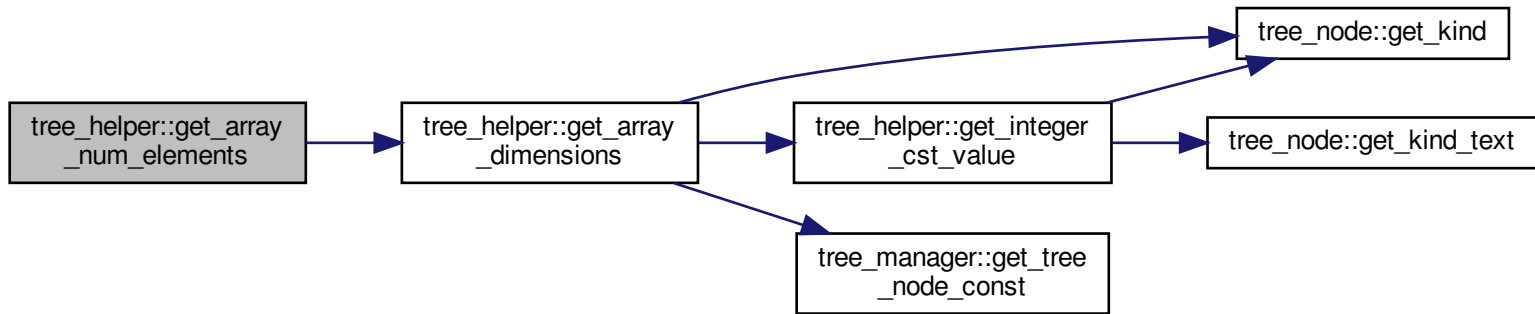 tree_helper::get_array
_num_elements
tree_helper::get_array
_dimensions
tree_node::get_kind
tree_helper::get_integer
_cst_value
tree_node::get_kind_text
tree_manager::get_tree
_node_const